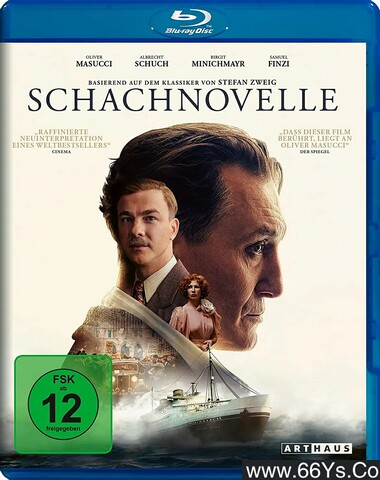 Blu-ray Disc
OLIVER MASUCCI
ALBRECHT SCHUCH
BIRGIT MINICHMAYR
SAMUEL FINZI
BASIEREND AUF DEM KLASSIKER VON STEFAN ZWEIG
SCHACHNOVELLE
„RAFFINIERTE
NEUINTERPRETATION
EINES WELTBESTSELLERS“
CINEMA
„DASS DIESER FILM
BERÜHRT, LIEGT AN
OLIVER MASUCCI“
DER SPIEGEL
FSK
ab
12
freigegeben
ARTHAUS
www.66Ys.Co